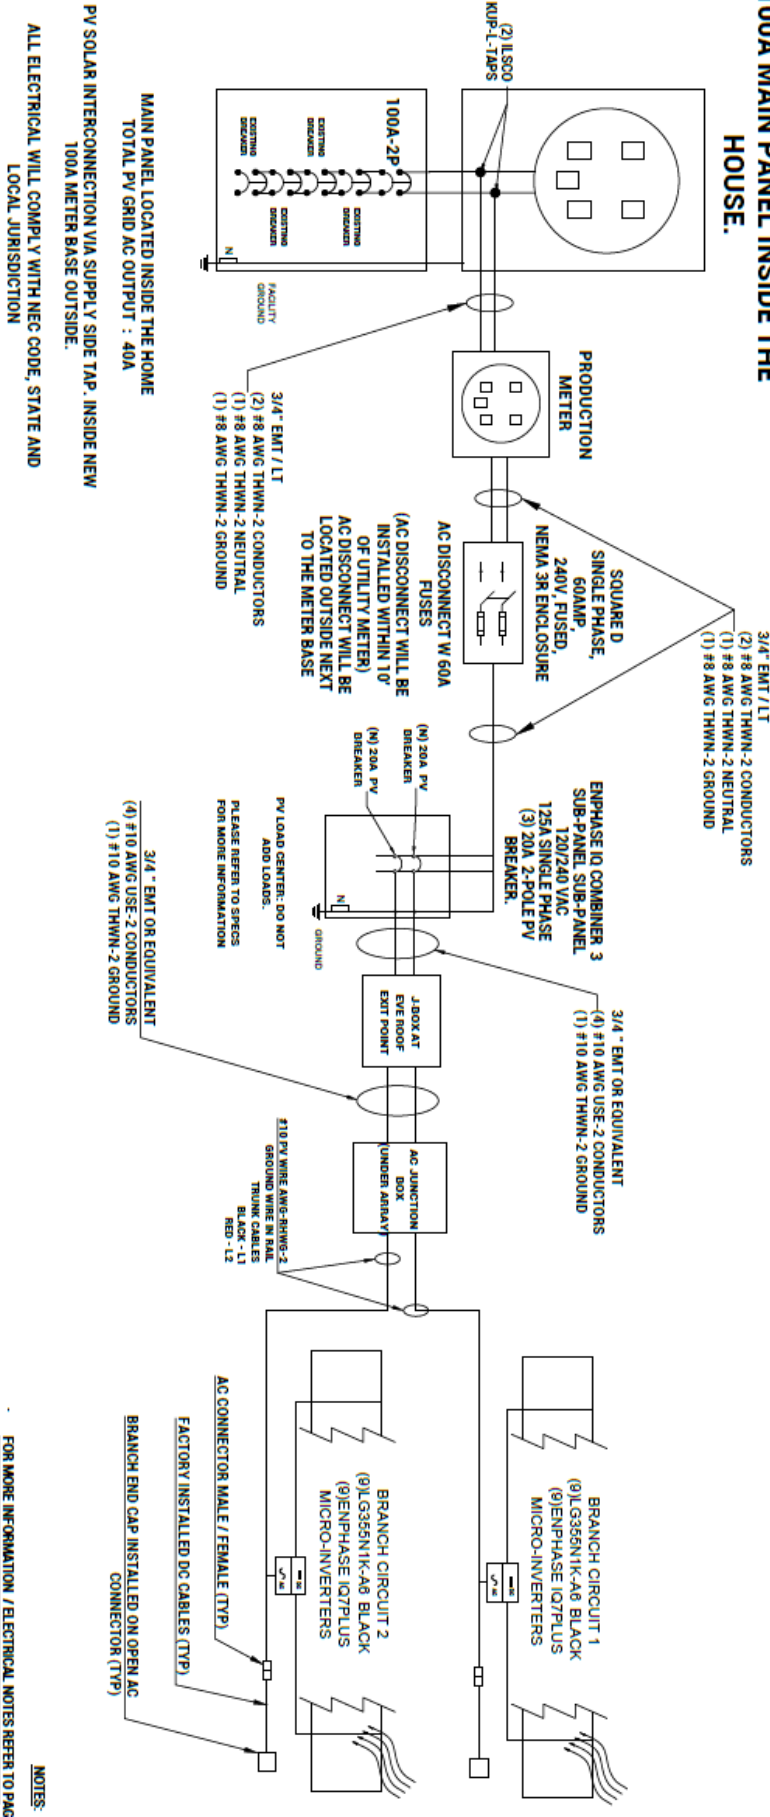 100A MAIN PANEL INSIDE THE
HOUSE.
(2) ILSCO
KUP-L-TAPS
100A-2P
EXISTING
BREAKER
EXISTING
BREAKER
EXISTING
BREAKER
EXISTING
BREAKER
N
FACILITY
GROUND
MAIN PANEL LOCATED INSIDE THE HOME
TOTAL PV GRID AC OUTPUT : 40A
PV SOLAR INTERCONNECTION VIA SUPPLY SIDE TAP. INSIDE NEW
100A METER BASE OUTSIDE.
ALL ELECTRICAL WILL COMPLY WITH NEC CODE, STATE AND
LOCAL JURISDICTION
3/4" EMT / LT
(2) #8 AWG THWN-2 CONDUCTORS
(1) #8 AWG THWN-2 NEUTRAL
(1) #8 AWG THWN-2 GROUND
PRODUCTION
METER
SQUARE D
SINGLE PHASE,
60AMP,
240V, FUSED,
NEMA 3R ENCLOSURE
AC DISCONNECT W 60A
FUSES
(AC DISCONNECT WILL BE
INSTALLED WITHIN 10'
OF UTILITY METER)
AC DISCONNECT WILL BE
LOCATED OUTSIDE NEXT
TO THE METER BASE
3/4" EMT / LT
(2) #8 AWG THWN-2 CONDUCTORS
(1) #8 AWG THWN-2 NEUTRAL
(1) #8 AWG THWN-2 GROUND
ENPHASE IQ COMBINER 3
SUB-PANEL SUB-PANEL
120/240 VAC
125A SINGLE PHASE
(3) 20A 2-POLE PV
BREAKER.
(N) 20A PV
BREAKER
(N) 20A PV
BREAKER
N
GROUND
PV LOAD CENTER: DO NOT
ADD LOADS.
PLEASE REFER TO SPECS
FOR MORE INFORMATION
3/4 " EMT OR EQUIVALENT
(4) #10 AWG USE-2 CONDUCTORS
(1) #10 AWG THWN-2 GROUND
3/4 " EMT OR EQUIVALENT
(4) #10 AWG USE-2 CONDUCTORS
(1) #10 AWG THWN-2 GROUND
J-BOX AT
EVE ROOF
EXIT POINT
AC JUNCTION
BOX
(UNDER ARRAY)
#10 PV WIRE AWG-RHWG-2
GROUND WIRE IN RAIL
TRUNK CABLES
BLACK - L1
RED - L2
BRANCH CIRCUIT 1
(9)LG355N1K-A6 BLACK
(9)ENPHASE IQ7PLUS
MICRO-INVERTERS
DC
AC
BRANCH CIRCUIT 2
(9)LG355N1K-A6 BLACK
(9)ENPHASE IQ7PLUS
MICRO-INVERTERS
DC
AC
AC CONNECTOR MALE / FEMALE (TYP)
FACTORY INSTALLED DC CABLES (TYP)
BRANCH END CAP INSTALLED ON OPEN AC
CONNECTOR (TYP)
NOTES:
- FOR MORE INFORMATION / ELECTRICAL NOTES REFER TO PAG